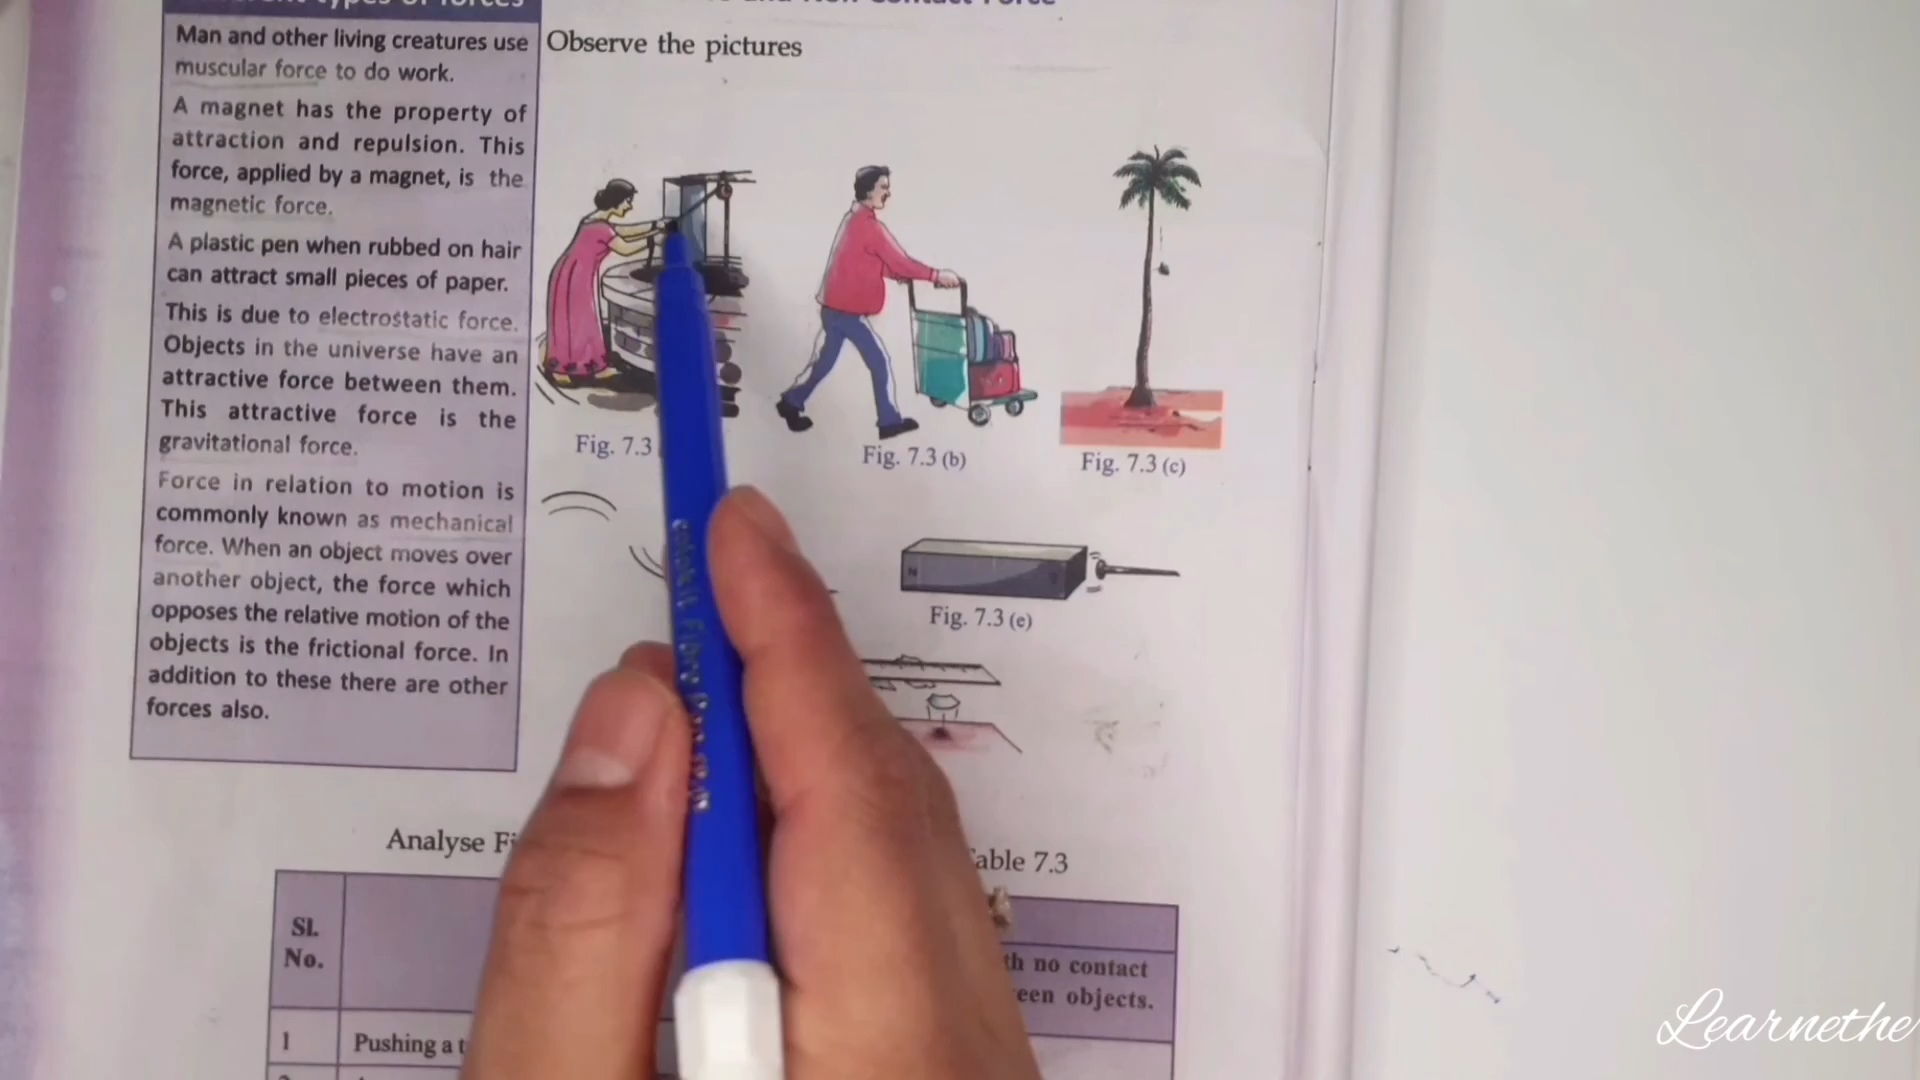 Man and other living creatures use
muscular force to do work.
A magnet has the property of
attraction and repulsion. This
force, applied by a magnet, is the
magnetic force.
A plastic pen when rubbed on hair
can attract small pieces of paper.
This is due to electrostatic force.
Objects in the universe have an
attractive force between them.
This attractive force is the
gravitational force.
Force in relation to motion is
commonly known as mechanical
force. When an object moves over
another object, the force which
opposes the relative motion of the
objects is the frictional force. In
addition to these there are other
forces also.
Observe the pictures
Fig. 7.3
Fig. 7.3 (b)
Fig. 7.3 (c)
N
Fig. 7.3 (e)
Analyse
able 7.3
Sl.
No.
th no contact
een objects.
1 Pushing a t
Learnethe